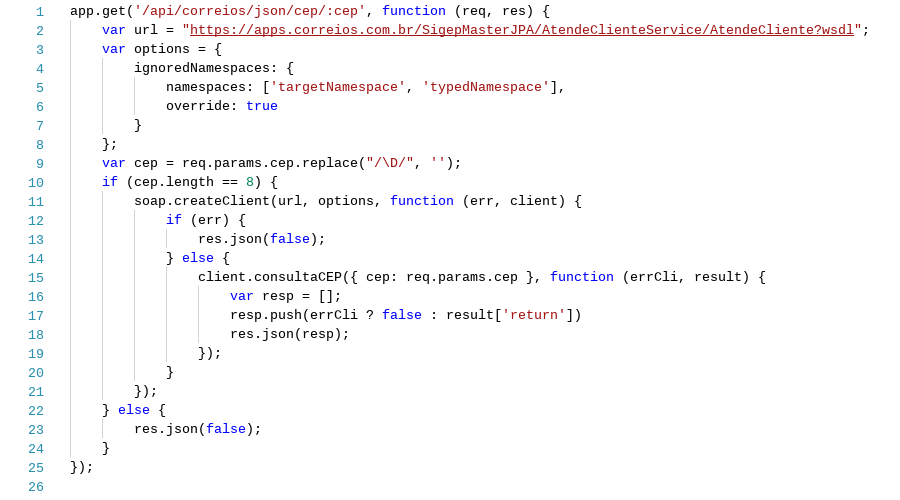 1 app.get('/api/correios/json/cep/:cep', function (req, res) {
2     var url = "https://apps.correios.com.br/SigepMasterJPA/AtendeClienteService/AtendeCliente?wsdl";
3     var options = {
4         ignoredNamespaces: {
5             namespaces: ['targetNamespace', 'typedNamespace'],
6             override: true
7         }
8     };
9     var cep = req.params.cep.replace("/\D/", '');
10     if (cep.length == 8) {
11         soap.createClient(url, options, function (err, client) {
12             if (err) {
13                 res.json(false);
14             } else {
15                 client.consultaCEP({ cep: req.params.cep }, function (errCli, result) {
16                     var resp = [];
17                     resp.push(errCli ? false : result['return'])
18                     res.json(resp);
19                 });
20             }
21         });
22     } else {
23         res.json(false);
24     }
25 });
26